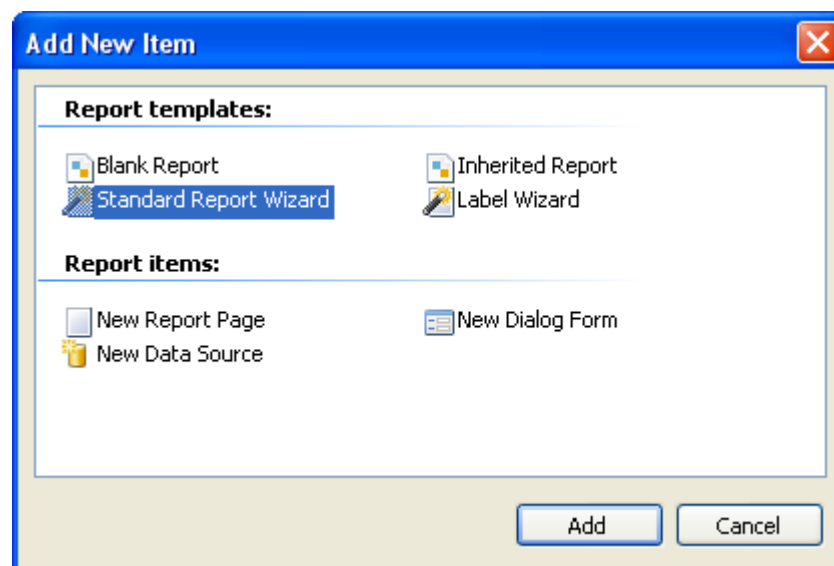 Add New Item
Report templates:
Blank Report Inherited Report
Standard Report Wizard Label Wizard
Report items:
New Report Page New Dialog Form
New Data Source
Add Cancel